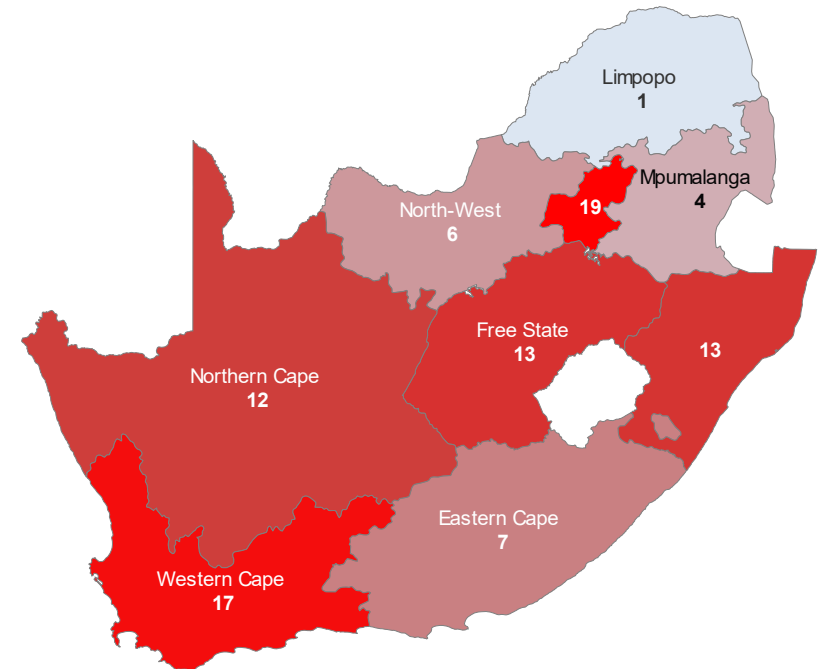 Limpopo
1
Mpumalanga
4
19
North-West
6
Free State
13
13
Northern Cape
12
Eastern Cape
7
Western Cape
17